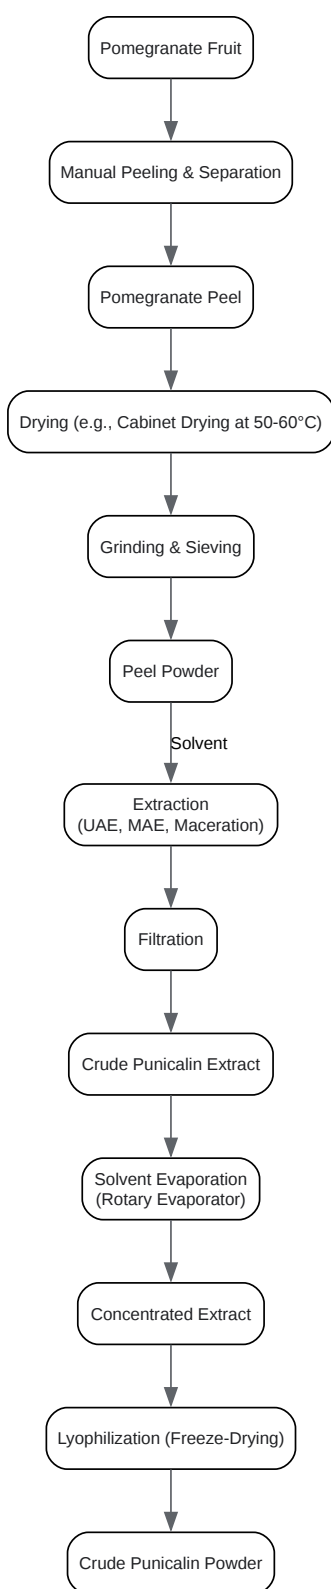 Pomegranate Fruit
Manual Peeling & Separation
Pomegranate Peel
Drying (e.g., Cabinet Drying at 50-60°C)
Grinding & Sieving
Peel Powder
Solvent
Extraction
(UAE, MAE, Maceration)
Filtration
Crude Punicalin Extract
Solvent Evaporation
(Rotary Evaporator)
Concentrated Extract
Lyophilization (Freeze-Drying)
Crude Punicalin Powder